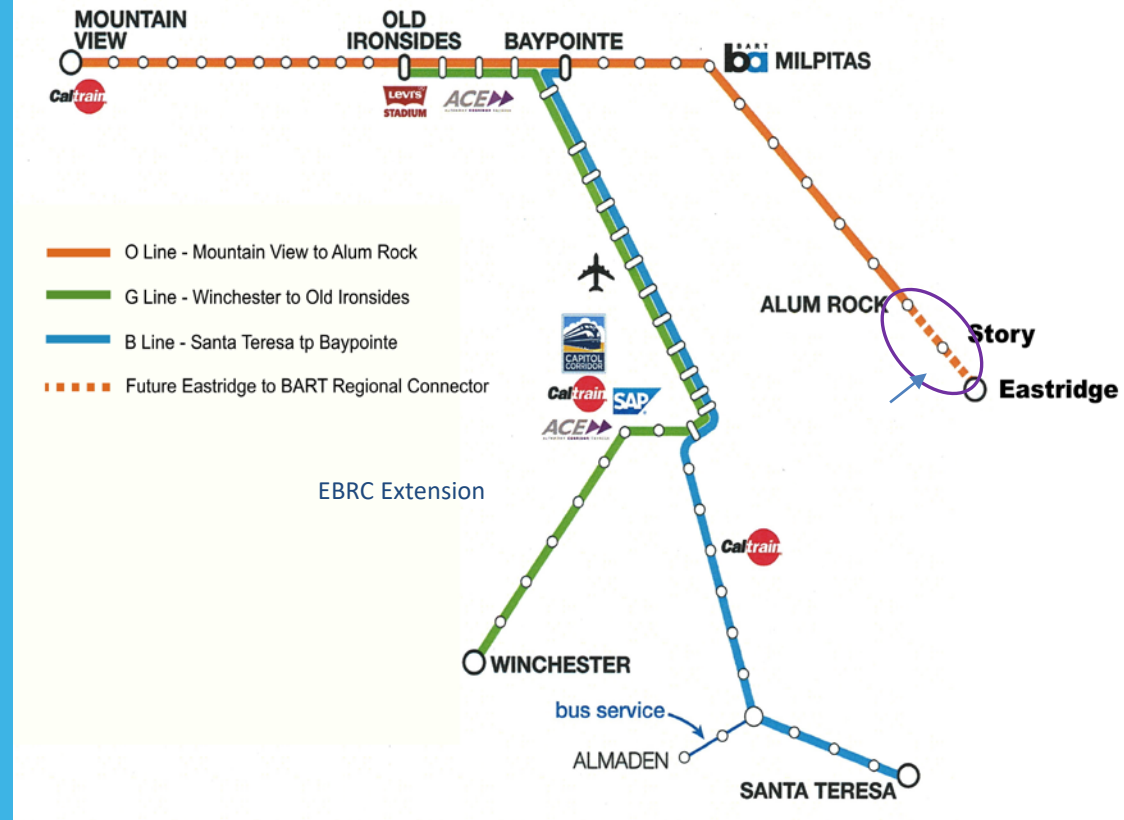 MOUNTAIN
VIEW
OLD
IRONSIDES
BAYPOINTE
BART
ba
MILPITAS
Caltrain
LEVI'S
STADIUM
ACE
O Line - Mountain View to Alum Rock
G Line - Winchester to Old Ironsides
B Line - Santa Teresa tp Baypointe
Future Eastridge to BART Regional Connector
ALUM ROCK
Story
Eastridge
CAPITOL
CORRIDOR
Caltrain
SAP
ACE
EBRC Extension
Caltrain
WINCHESTER
bus service
ALMADEN
SANTA TERESA